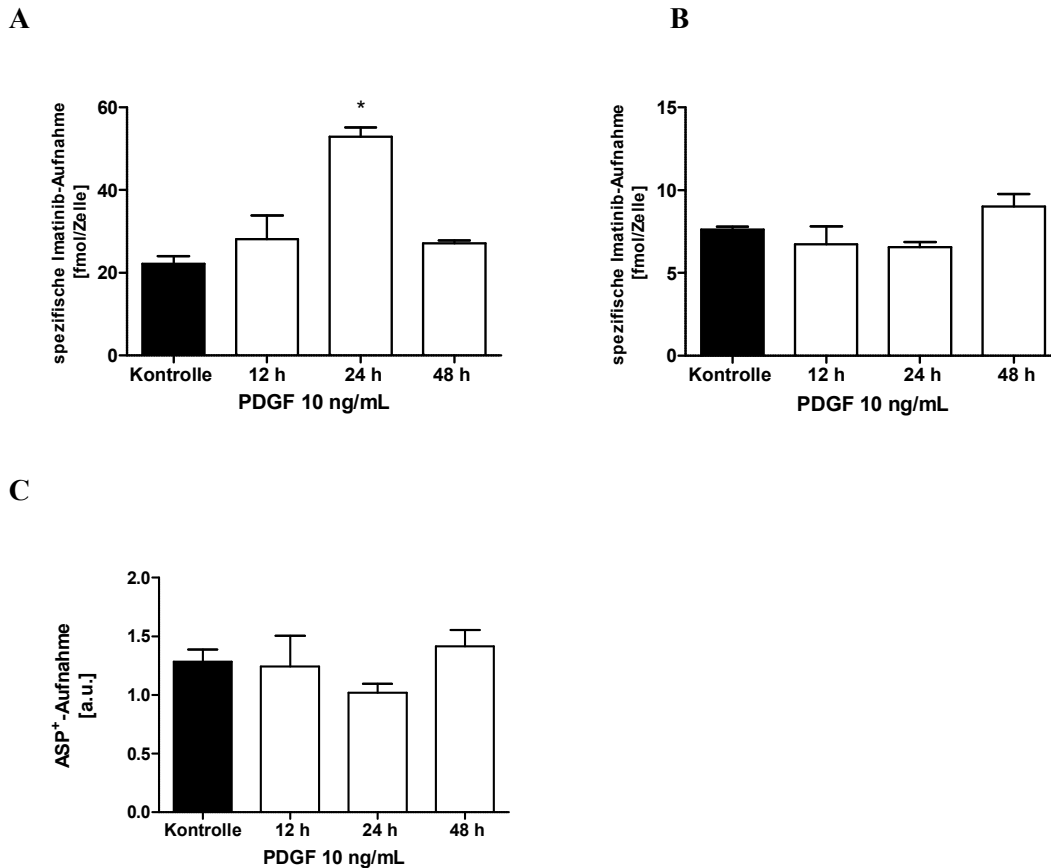 A
spezifische Imatinib-Aufnahme
[fmol/Zelle]
60
40
20
0
*
Kontrolle 12 h 24 h 48 h
PDGF 10 ng/mL
B
spezifische Imatinib-Aufnahme
[fmol/Zelle]
15
10
5
0
Kontrolle 12 h 24 h 48 h
PDGF 10 ng/mL
C
ASP⁺-Aufnahme
[a.u.]
2.0
1.5
1.0
0.5
0.0
Kontrolle 12 h 24 h 48 h
PDGF 10 ng/mL